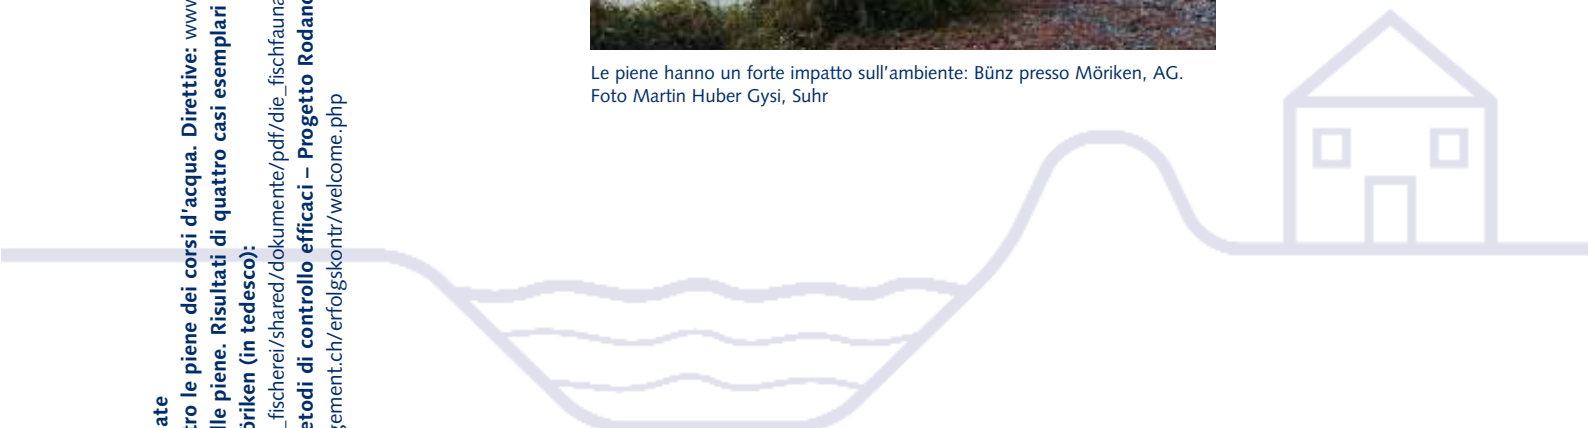 Le piene hanno un forte impatto sull'ambiente: Bünz presso Möriken, AG.
Foto Martin Huber Gysi, Suhr
ate
tro le piene dei corsi d'acqua. Direttive: www
lle piene. Risultati di quattro casi esemplari
öriken (in tedesco):
_fischerei/shared/dokumente/pdf/die_fischfauna
etodi di controllo efficaci – Progetto Rodano
gement.ch/erfolgskontr/welcome.php